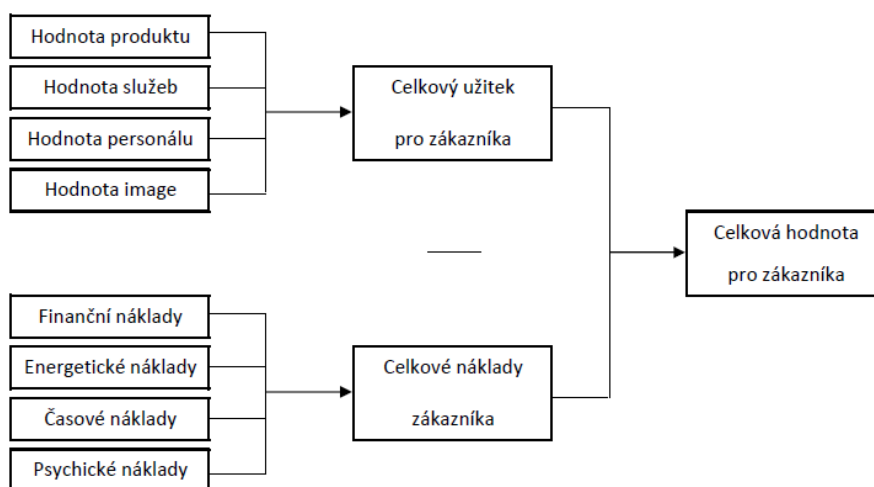 Hodnota produktu
Hodnota služeb
Hodnota personálu
Hodnota image
Celkový užitek
pro zákazníka
Celková hodnota
pro zákazníka
Finanční náklady
Energetické náklady
Časové náklady
Psychické náklady
Celkové náklady
zákazníka